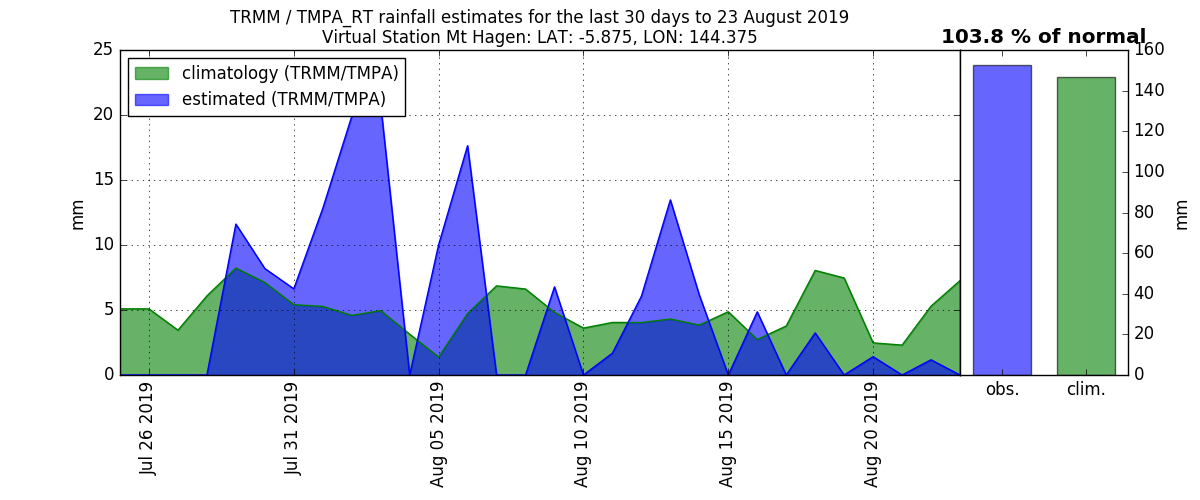 TRMM / TMPA_RT rainfall estimates for the last 30 days to 23 August 2019
Virtual Station Mt Hagen: LAT: -5.875, LON: 144.375
103.8 % of normal
climatology (TRMM/TMPA)
estimated (TRMM/TMPA)
25
20
15
10
5
0
mm
160
140
120
100
80
60
40
20
0
mm
Jul 26 2019
Jul 31 2019
Aug 05 2019
Aug 10 2019
Aug 15 2019
Aug 20 2019
obs.
clim.